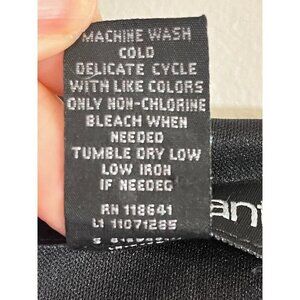 MACHINE WASH
COLD
DELICATE CYCLE
WITH LIKE COLORS
ONLY NON-CHLORINE
BLEACH WHEN
NEEDED
TUMBLE DRY LOW
LOW IRON
IF NEEDED
RN 118641
L1 11071285
ant